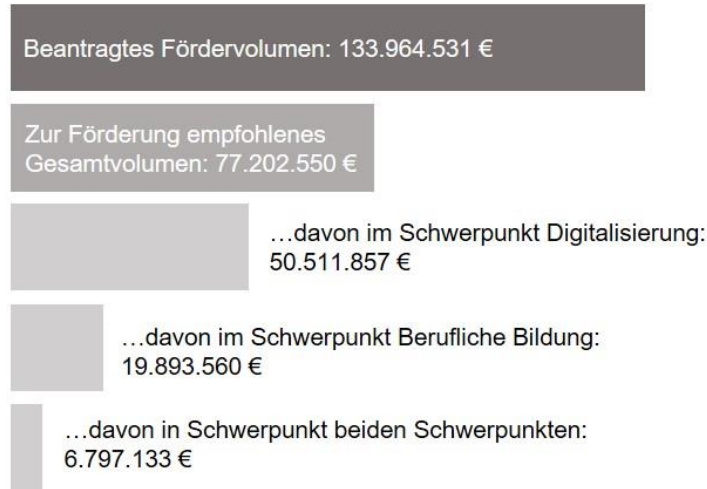 Beantragtes Fördervolumen: 133.964.531 €
Zur Förderung empfohlenes
Gesamtvolumen: 77.202.550 €
…davon im Schwerpunkt Digitalisierung:
50.511.857 €
…davon im Schwerpunkt Berufliche Bildung:
19.893.560 €
…davon in Schwerpunkt beiden Schwerpunkten:
6.797.133 €